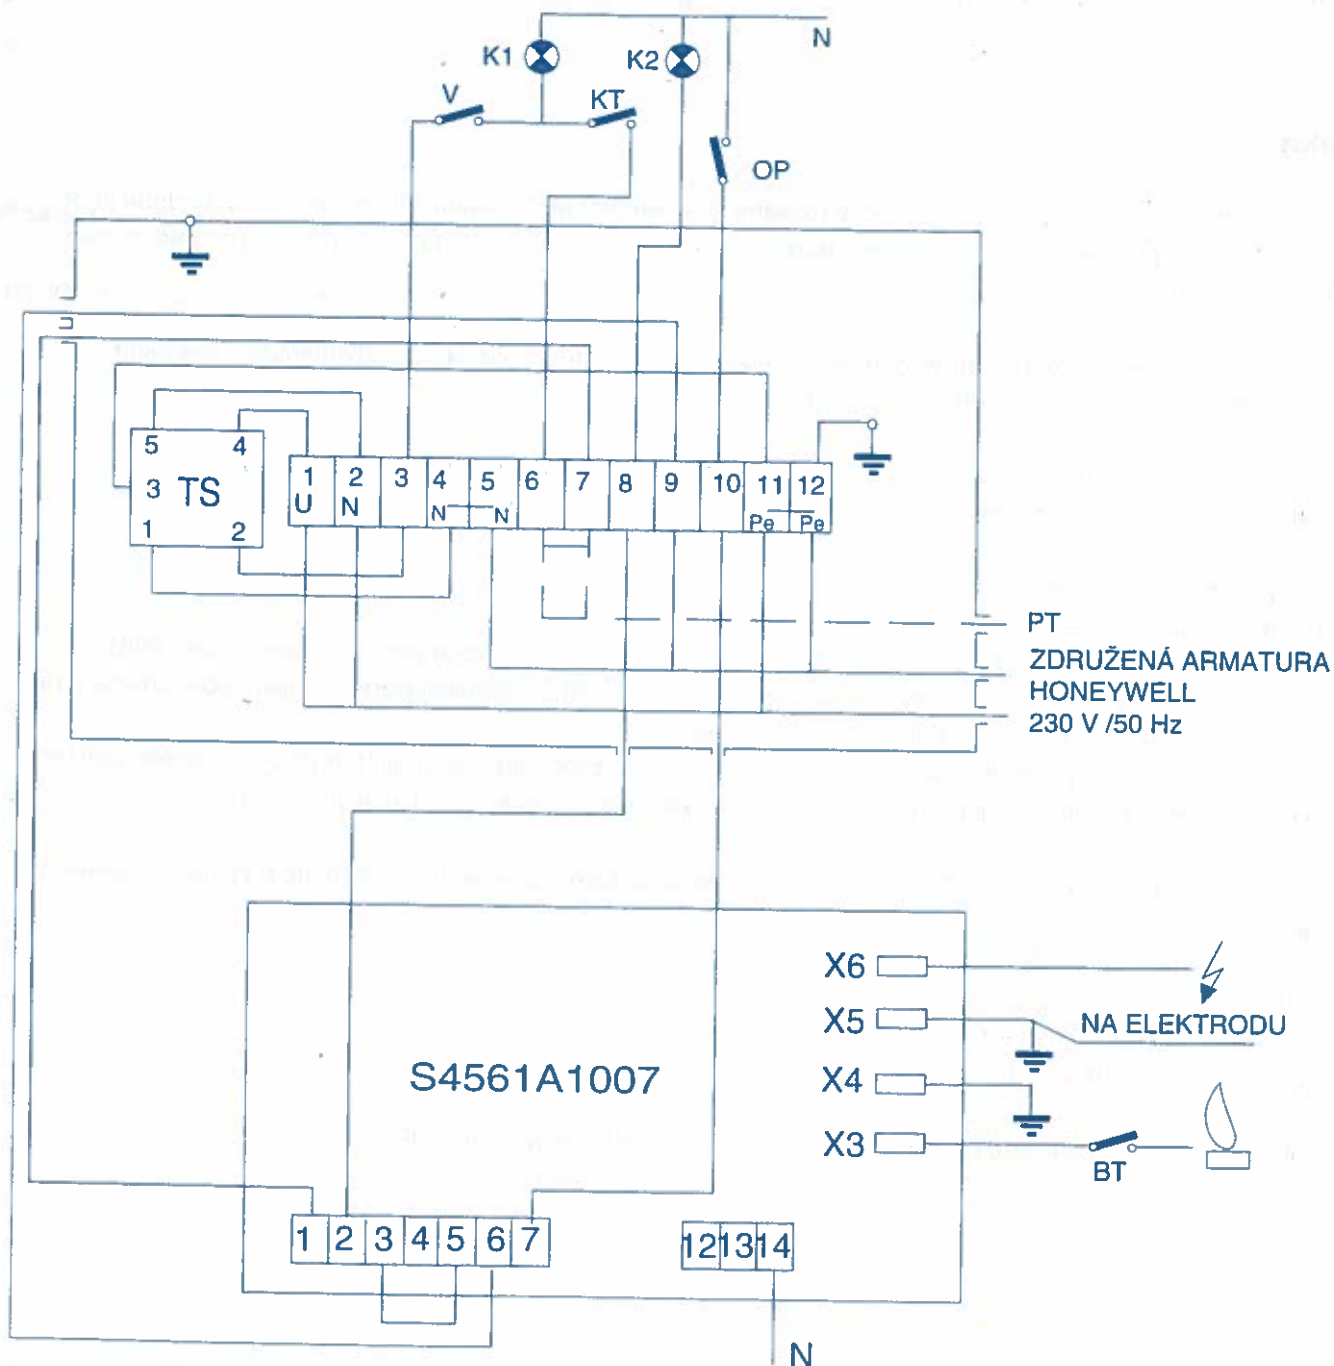 N
K1
K2
V
KT
OP
5 4
3 TS
1 2
1 2 3 4 5 6 7 8 9 10 11 12
U N N N Pe Pe
PT
ZDRUŽENÁ ARMATURA
HONEYWELL
230 V /50 Hz
X6
X5
NA ELEKTRODU
X4
S4561A1007
X3
BT
1 2 3 4 5 6 7
12 13 14
N